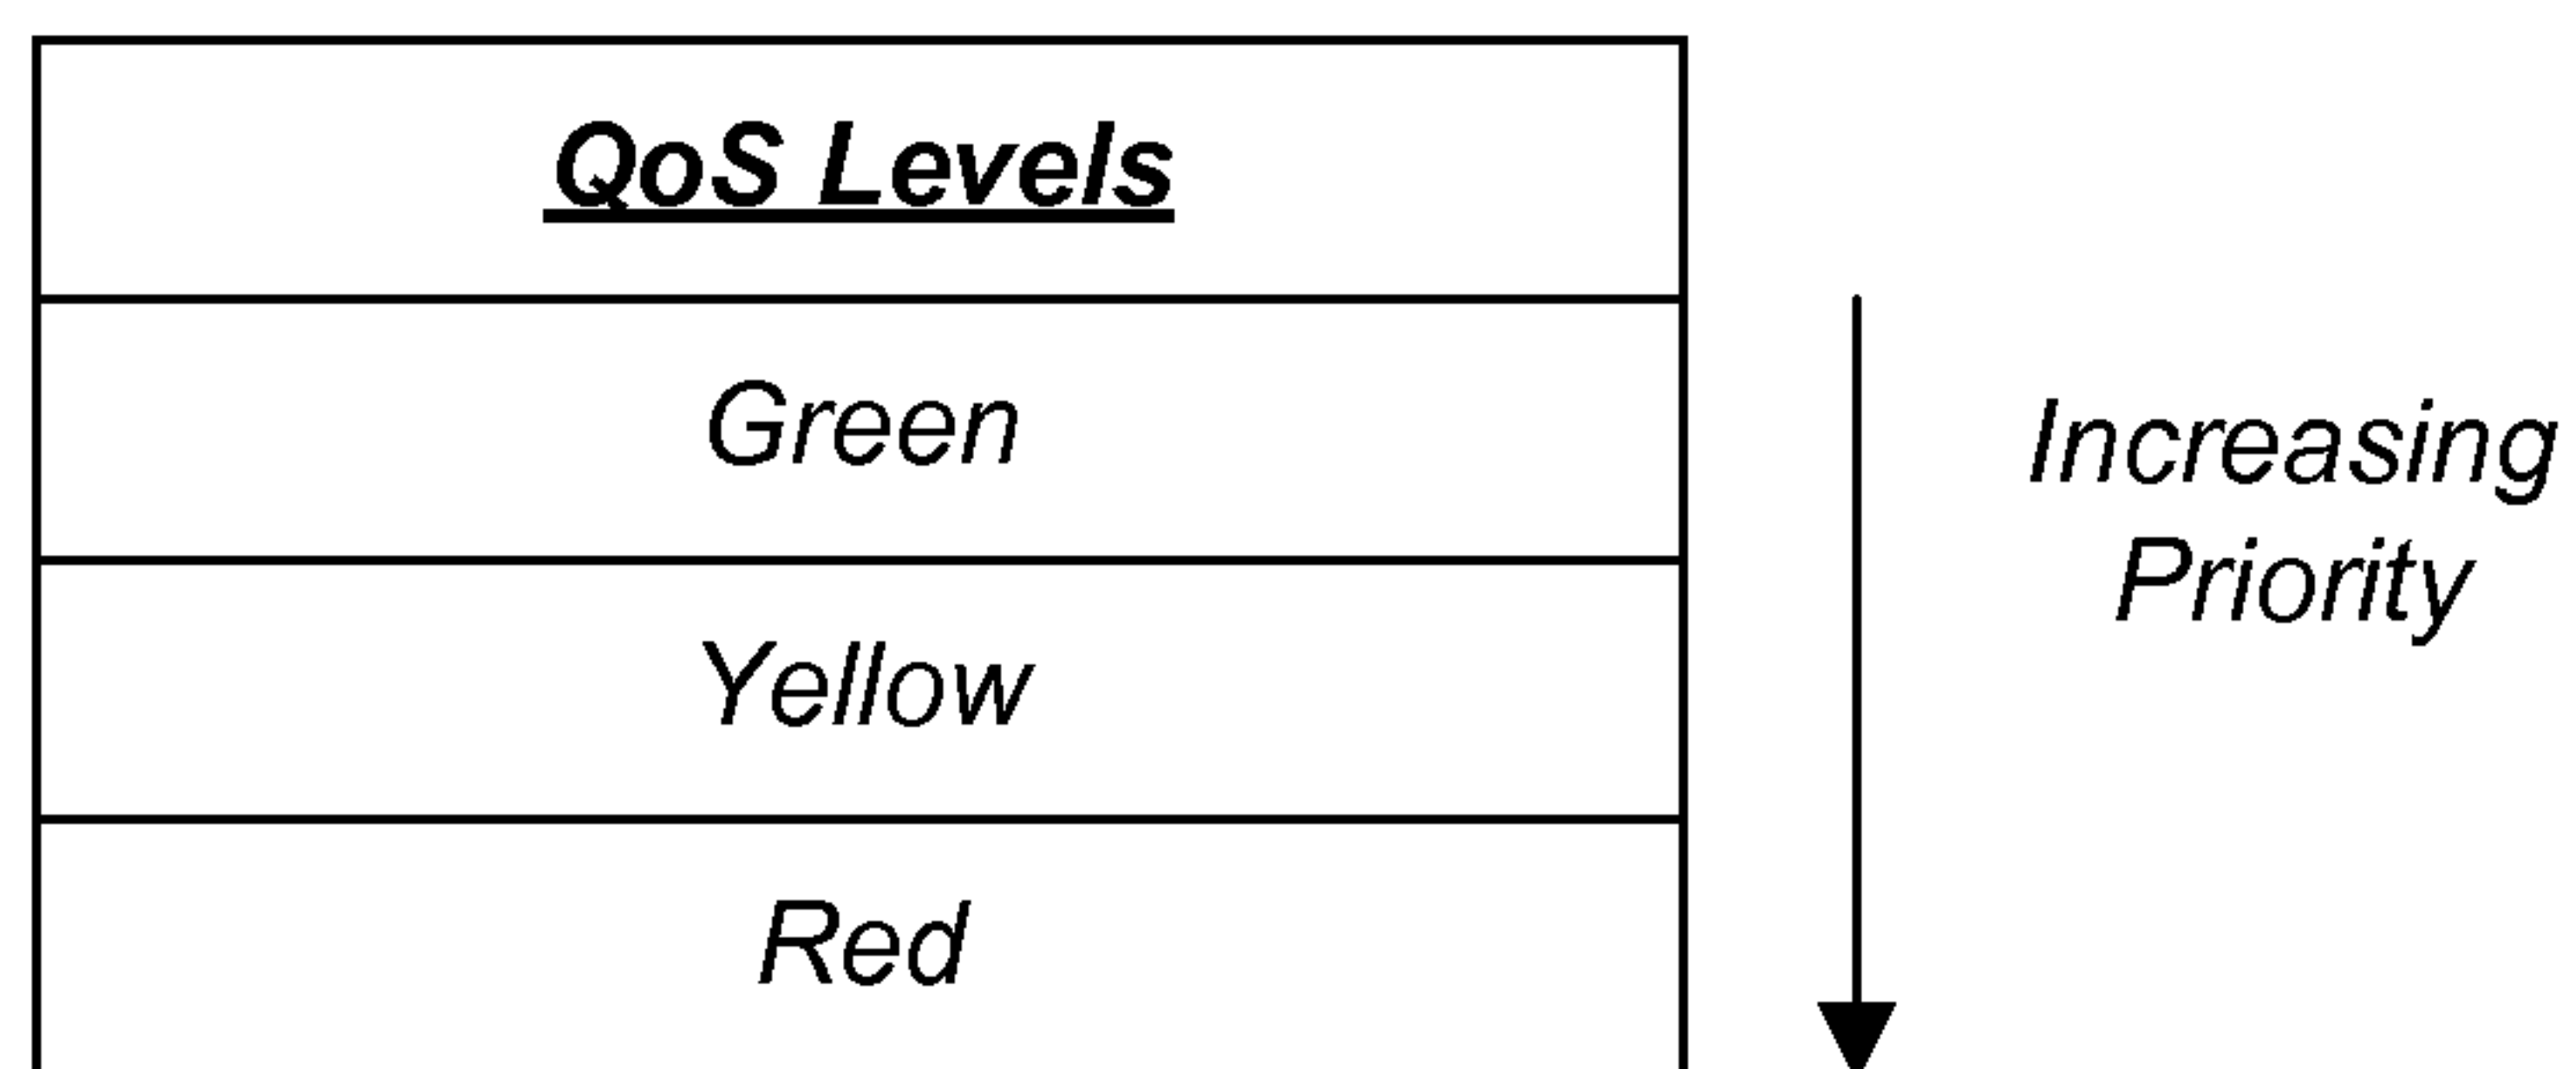 QoS Levels
Green
Yellow
Red
Increasing
Priority